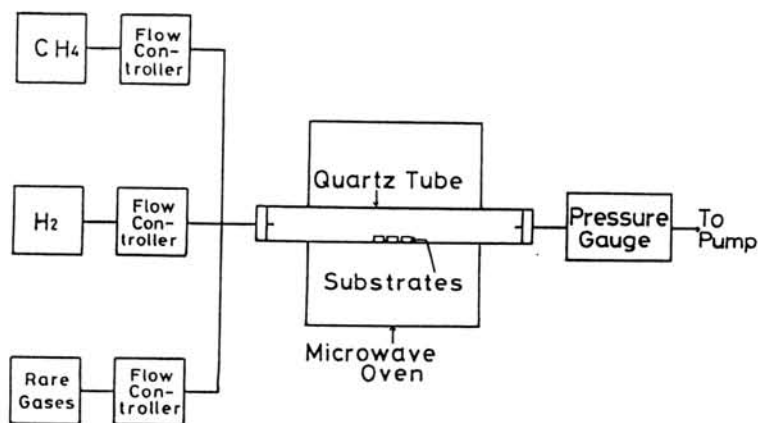 CH4
Flow
Con-
troller
Quartz Tube
H2
Flow
Con-
troller
Pressure
Gauge
To
Pump
Substrates
Microwave
Oven
Rare
Gases
Flow
Con-
troller